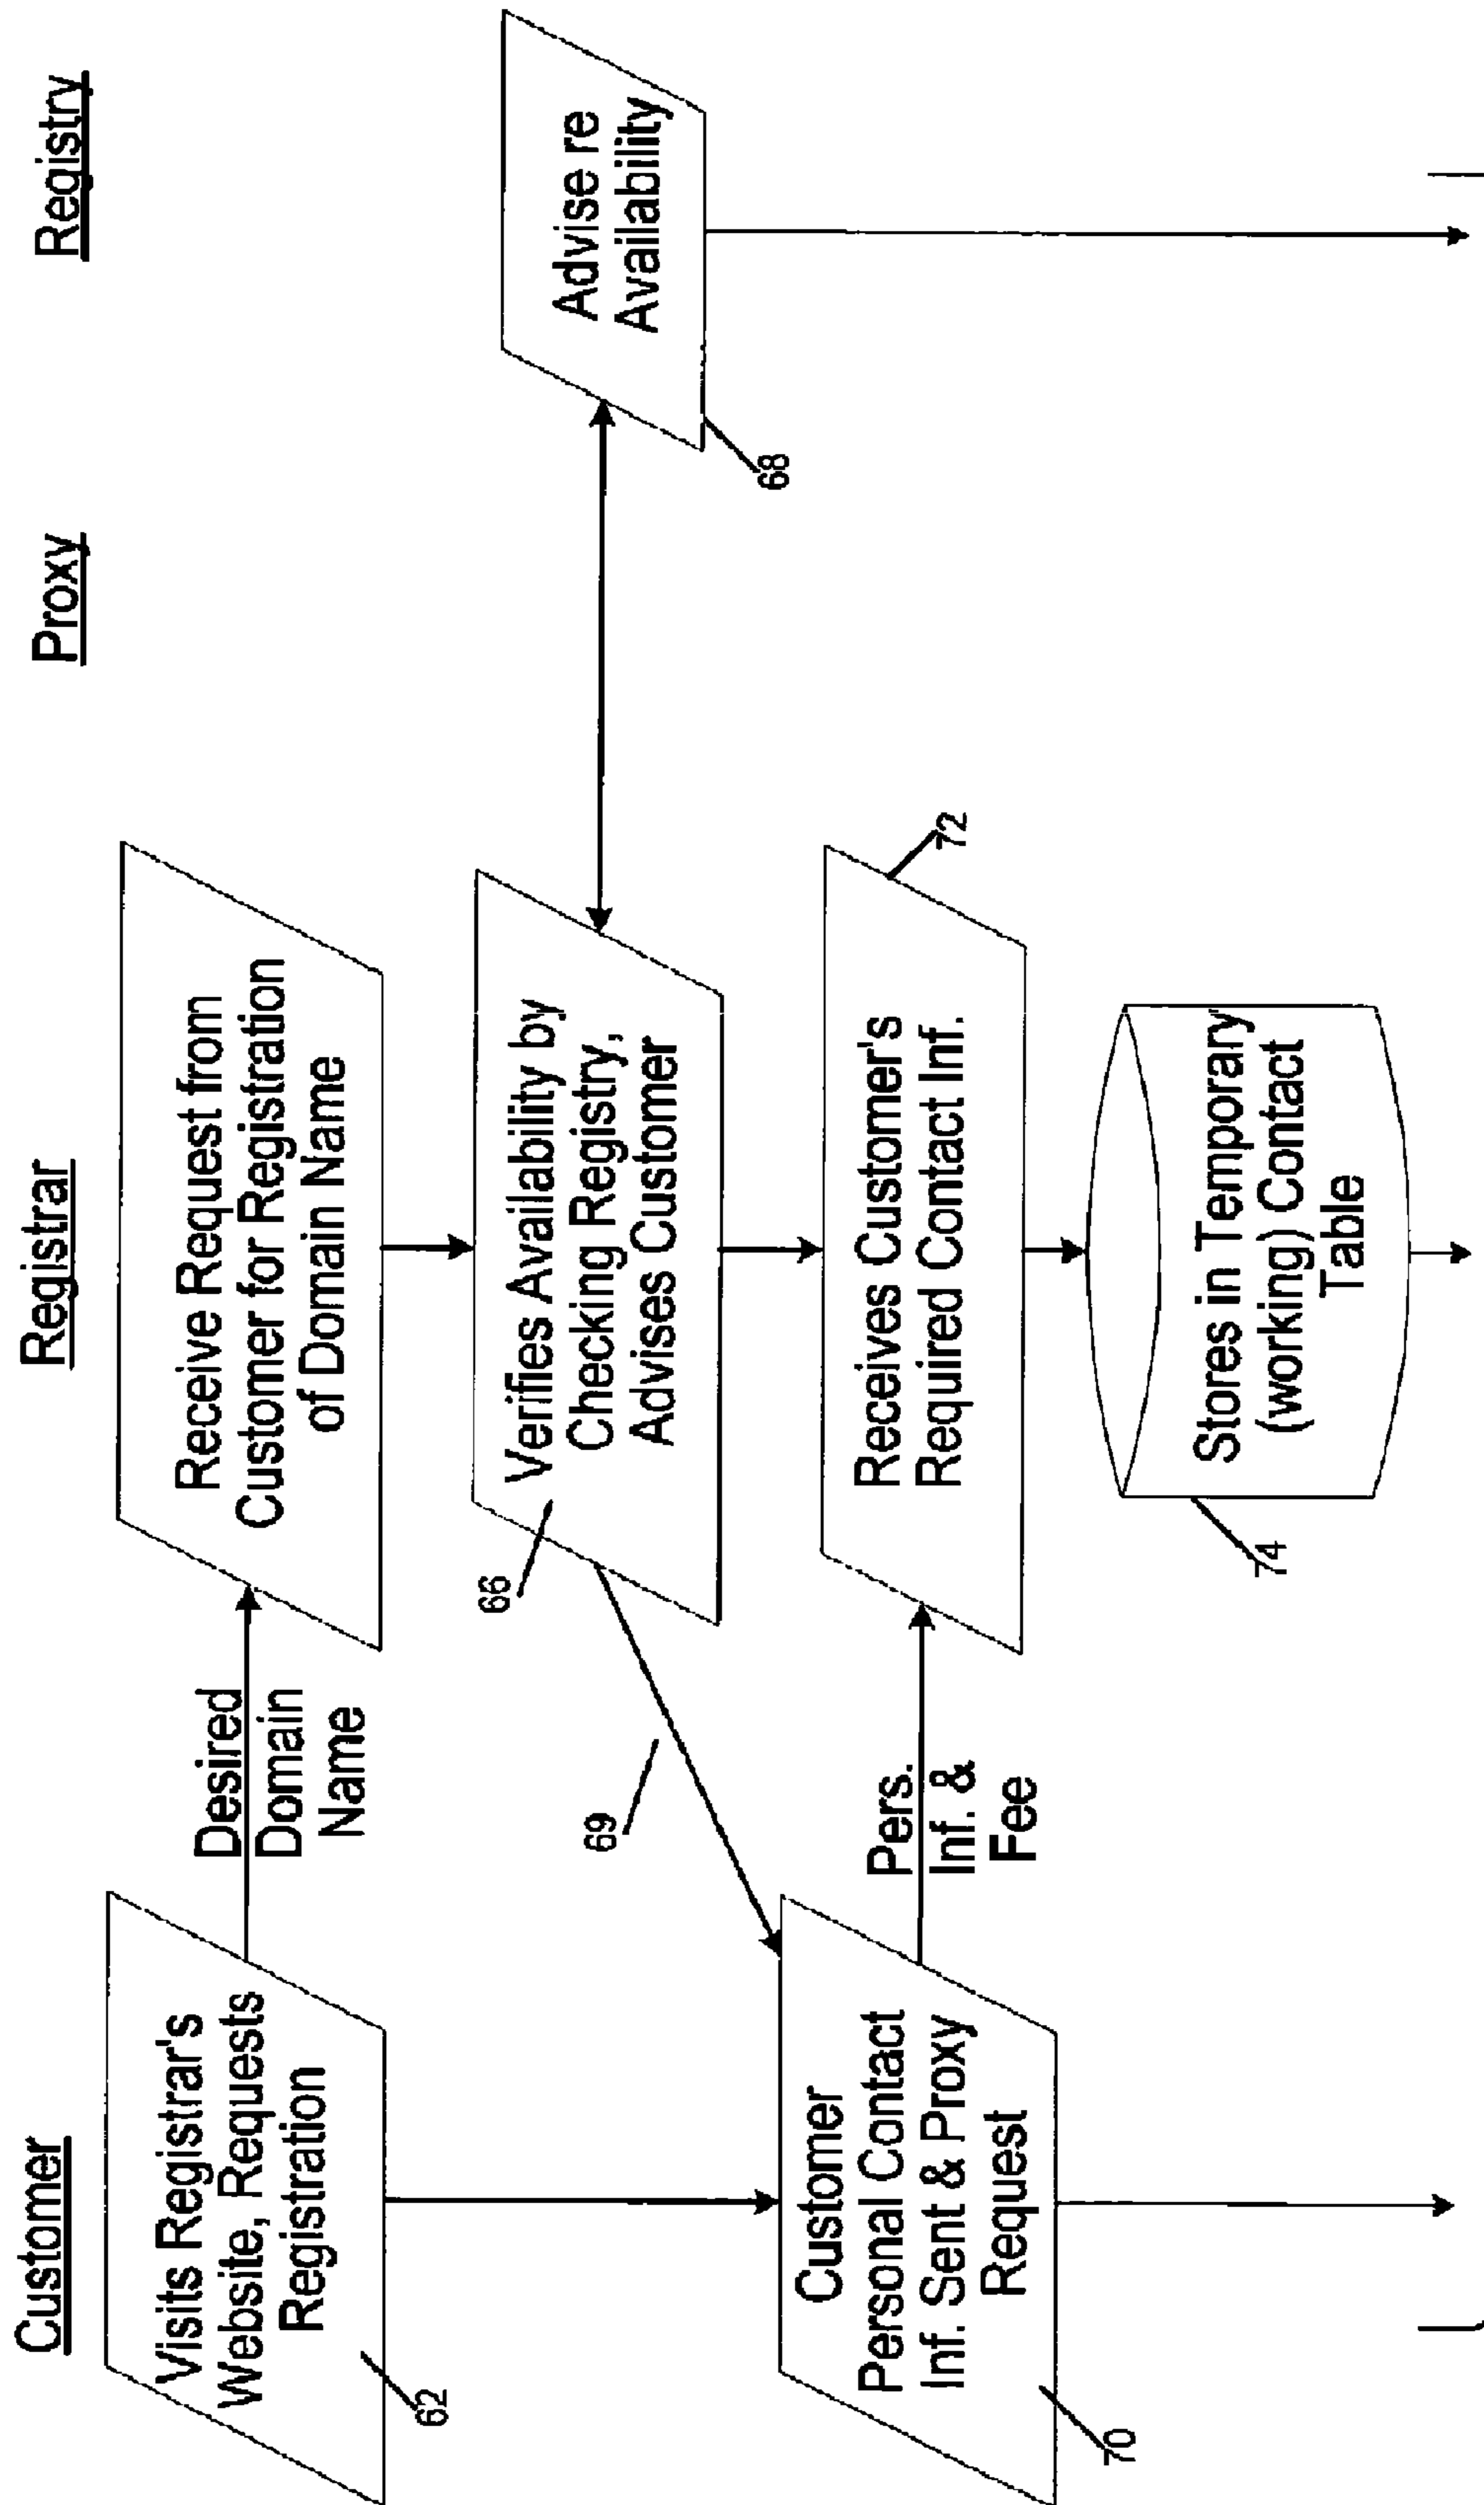 Customer
Registrar
Proxy
Registry
Visits Registrar's
Website, Requests
Registration
62
Desired
Domain
Name
Receive Request from
Customer for Registration
of Domain Name
Verifies Availability by
Checking Registry;
Advises Customer
66
Advise re
Availability
68
69
Customer
Personal Contact
Inf. Sent & Proxy
Request
70
Pers.
Inf. &
Fee
Receives Customer's
Required Contact Inf.
72
Stores in Temporary
(working) Contact
Table
74